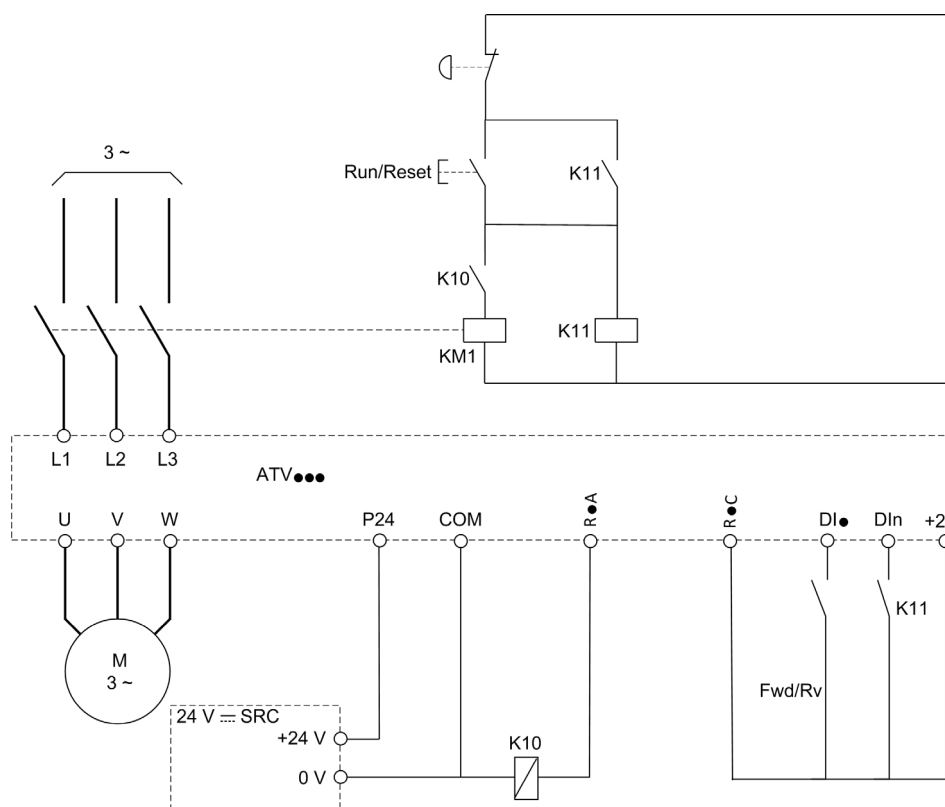 3 ~
Run/Reset
K11
K10
KM1
K11
L1 L2 L3
ATV●●●
U V W
P24 COM R●A R●C DI● DIn +2
K11
M
3 ~
Fwd/Rv
24 V ⎓ SRC
+24 V
K10
0 V